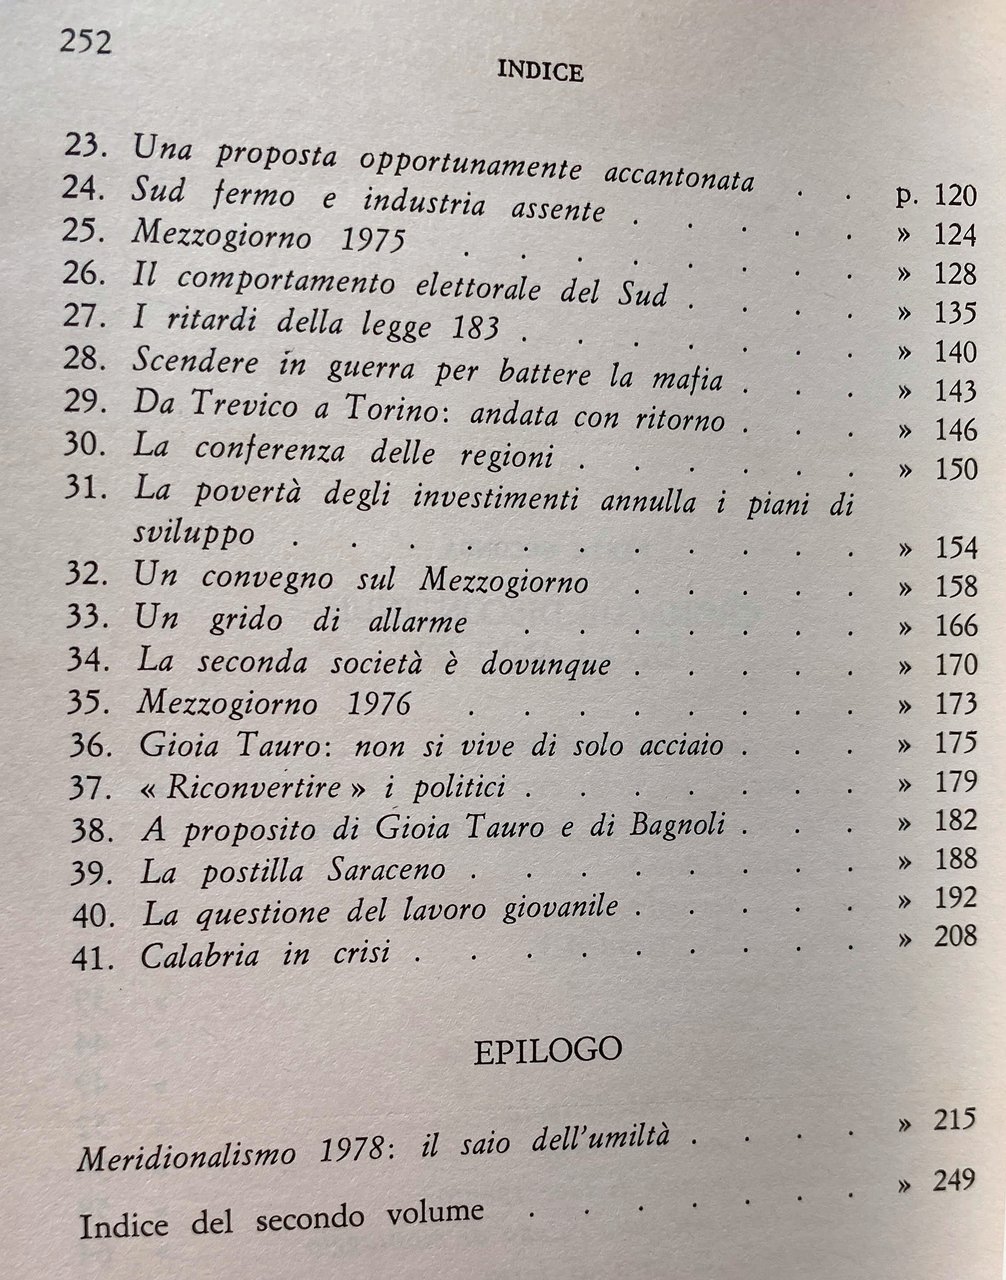 252
INDICE
23. Una proposta opportunamente accantonata . . p. 120
24. Sud fermo e industria assente . . . . . » 124
25. Mezzogiorno 1975 . . . . . . . » 128
26. Il comportamento elettorale del Sud . . . . » 135
27. I ritardi della legge 183 . . . . . . . » 140
28. Scendere in guerra per battere la mafia . . . » 143
29. Da Trevico a Torino: andata con ritorno . . . » 146
30. La conferenza delle regioni . . . . . . » 150
31. La povertà degli investimenti annulla i piani di
sviluppo . . . . . . . . . . . » 154
32. Un convegno sul Mezzogiorno . . . . . » 158
33. Un grido di allarme . . . . . . . » 166
34. La seconda società è dovunque . . . . . » 170
35. Mezzogiorno 1976 . . . . . . . . » 173
36. Gioia Tauro: non si vive di solo acciaio . . . » 175
37. « Riconvertire » i politici . . . . . . . » 179
38. A proposito di Gioia Tauro e di Bagnoli . . . » 182
39. La postilla Saraceno . . . . . . . . » 188
40. La questione del lavoro giovanile . . . . . » 192
41. Calabria in crisi . . . . . . . . . » 208
EPILOGO
Meridionalismo 1978: il saio dell'umiltà . . . . » 215
Indice del secondo volume . . . . . . . » 249